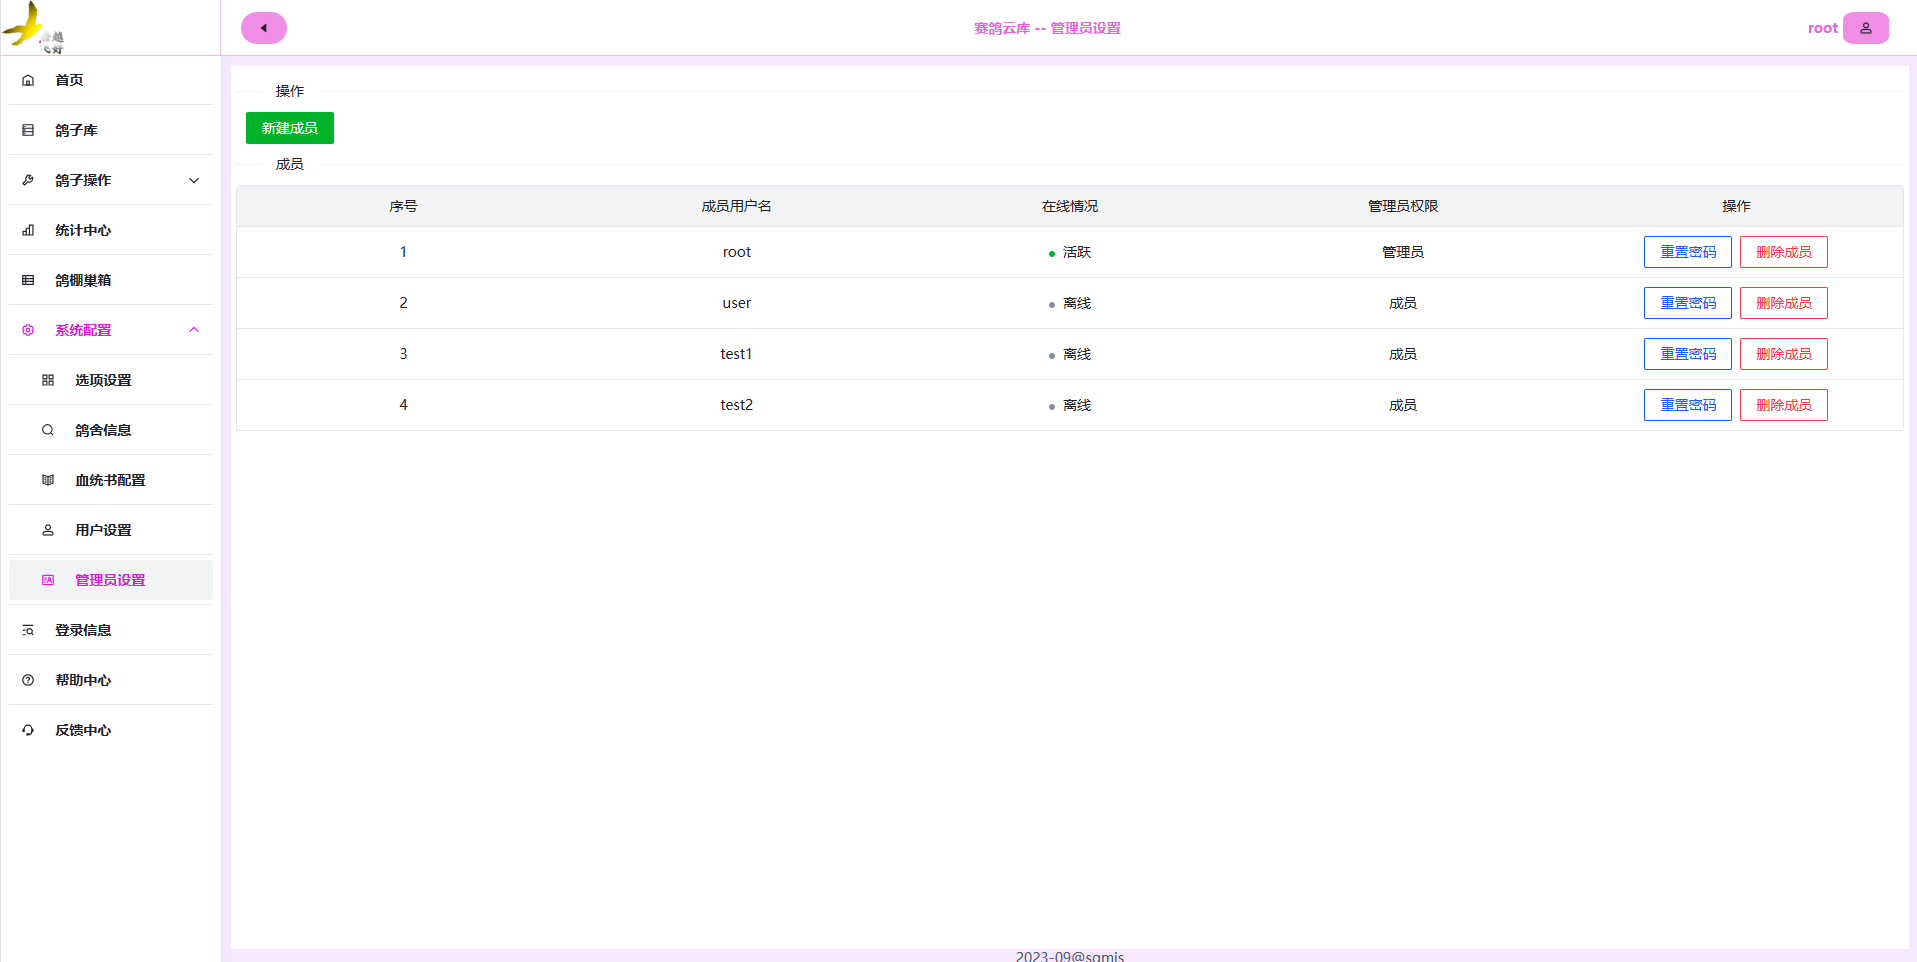 赛鸽云库 -- 管理员设置
root
首页
鸽子库
鸽子操作
统计中心
鸽棚巢箱
系统配置
选项设置
鸽舍信息
血统书配置
用户设置
管理员设置
登录信息
帮助中心
反馈中心
操作
新建成员
成员
序号 成员用户名 在线情况 管理员权限 操作
1 root 活跃 管理员 重置密码 删除成员
2 user 离线 成员 重置密码 删除成员
3 test1 离线 成员 重置密码 删除成员
4 test2 离线 成员 重置密码 删除成员
2023-09@sgmis